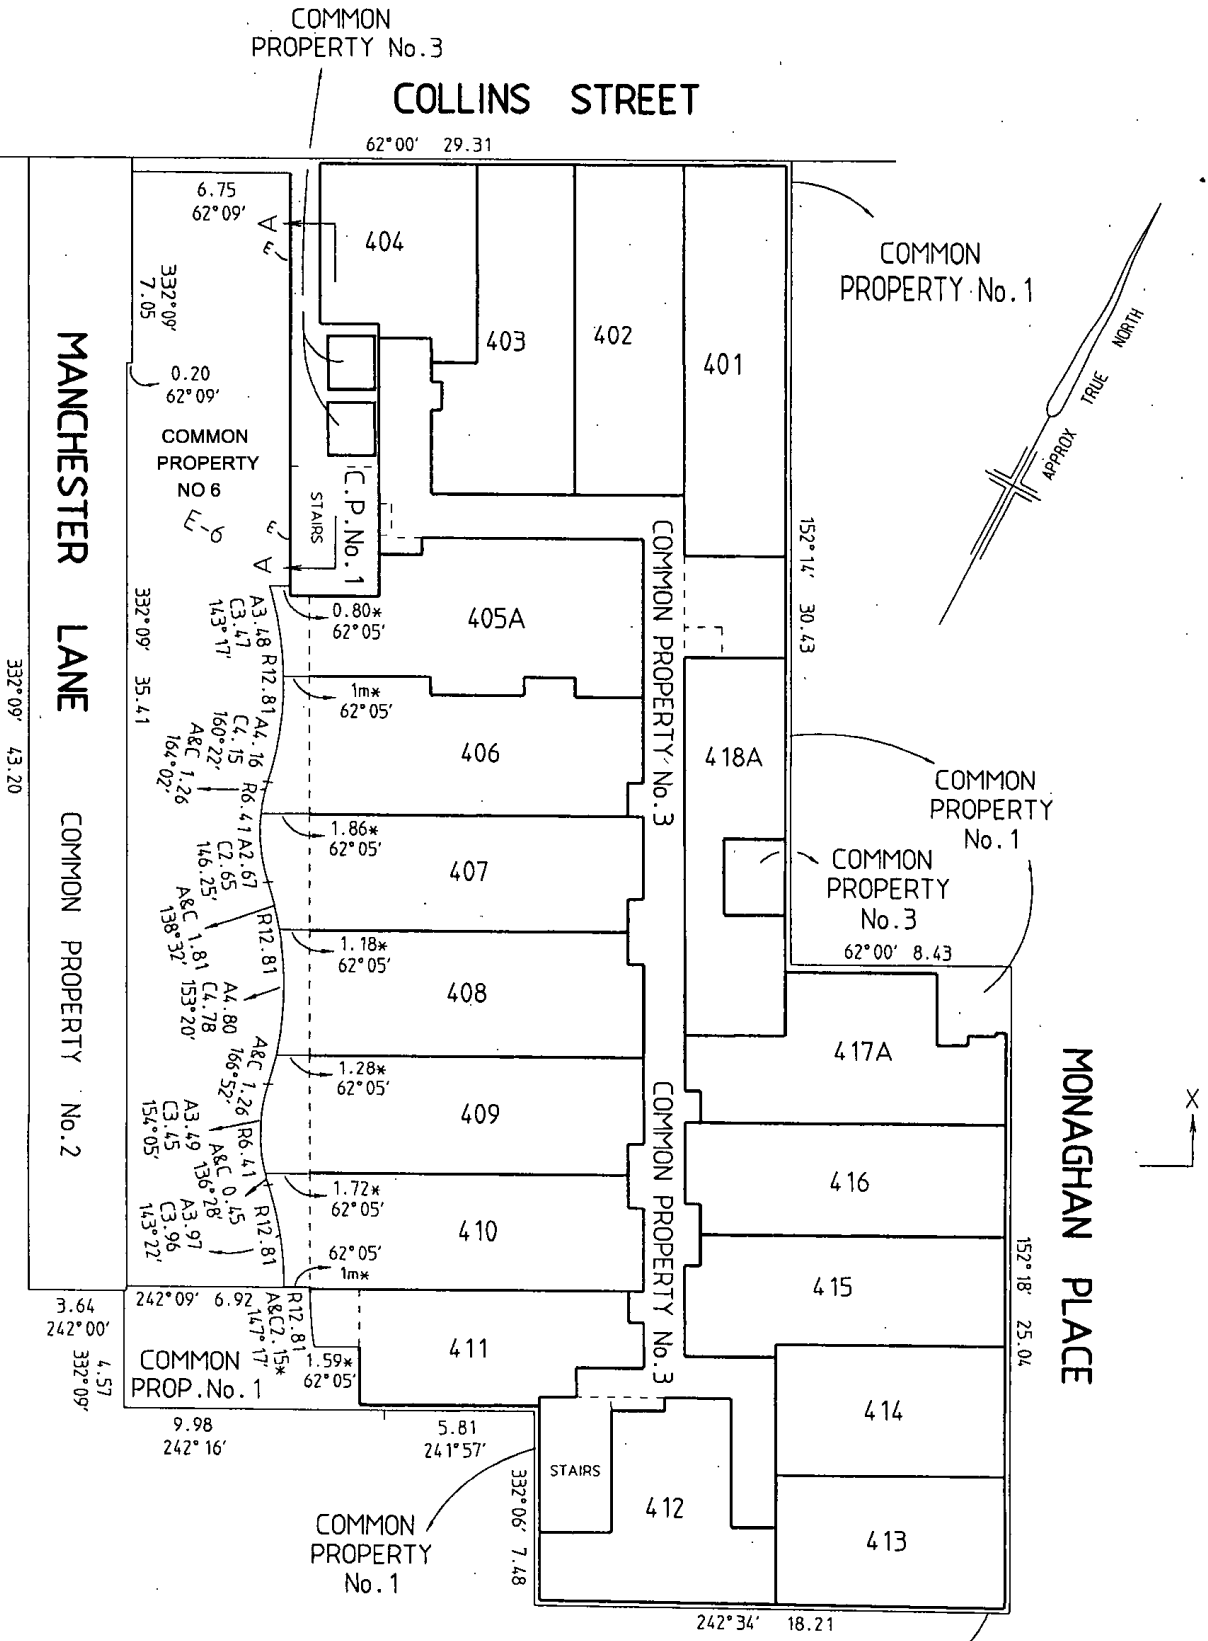 COMMON
PROPERTY No.3
COLLINS STREET
62°00' 29.31
6.75
62°09'
A
E
404
403
402
401
COMMON
PROPERTY No.1
APPROX TRUE NORTH
332°09'
7.05
0.20
62°09'
COMMON
PROPERTY
NO 6
E-6
E
A
STAIRS
C.P.No.1
152°14' 30.43
MANCHESTER LANE
COMMON PROPERTY No.2
332°09' 43.20
332°09' 35.41
0.80*
62°05'
405A
COMMON PROPERTY No.3
A3.48
C3.47
143°17'
R12.81
1m*
62°05'
406
418A
A4.16
C4.15
160°22'
A&C 1.26
164°02'
R6.41
1.86*
62°05'
407
A2.67
C2.65
146.25'
COMMON
PROPERTY
No.1
COMMON
PROPERTY
No.3
A&C 1.81
138°32'
R12.81
1.18*
62°05'
408
A4.80
C4.78
153°20'
62°00' 8.43
417A
1.28*
62°05'
409
A&C 1.26
166°52'
R6.41
COMMON PROPERTY No.3
A3.49
C3.45
154°05'
MONAGHAN PLACE
X
416
1.72*
62°05'
410
A&C 0.45
136°28'
R12.81
A3.97
C3.96
143°22'
62°05'
1m*
415
152°18' 25.04
3.64
242°00'
242°09' 6.92
R12.81
A&C2.15*
147°17'
411
4.57
332°09'
COMMON
PROP.No.1
1.59*
62°05'
414
9.98
242°16'
5.81
241°57'
STAIRS
412
413
332°06' 7.48
COMMON
PROPERTY
No.1
242°34' 18.21